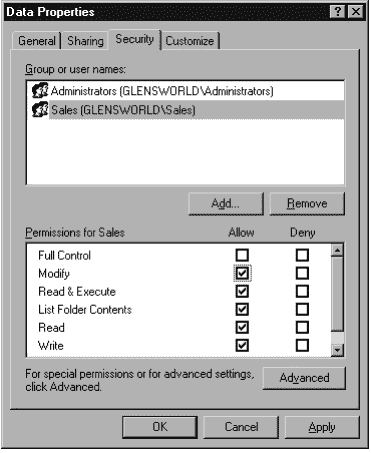 Data Properties
General Sharing Security Customize
Group or user names:
Administrators (GLENSWORLD\Administrators)
Sales (GLENSWORLD\Sales)
Add... Remove
Permissions for Sales Allow Deny
Full Control
Modify
Read & Execute
List Folder Contents
Read
Write
For special permissions or for advanced settings,
click Advanced.
Advanced
OK Cancel Apply